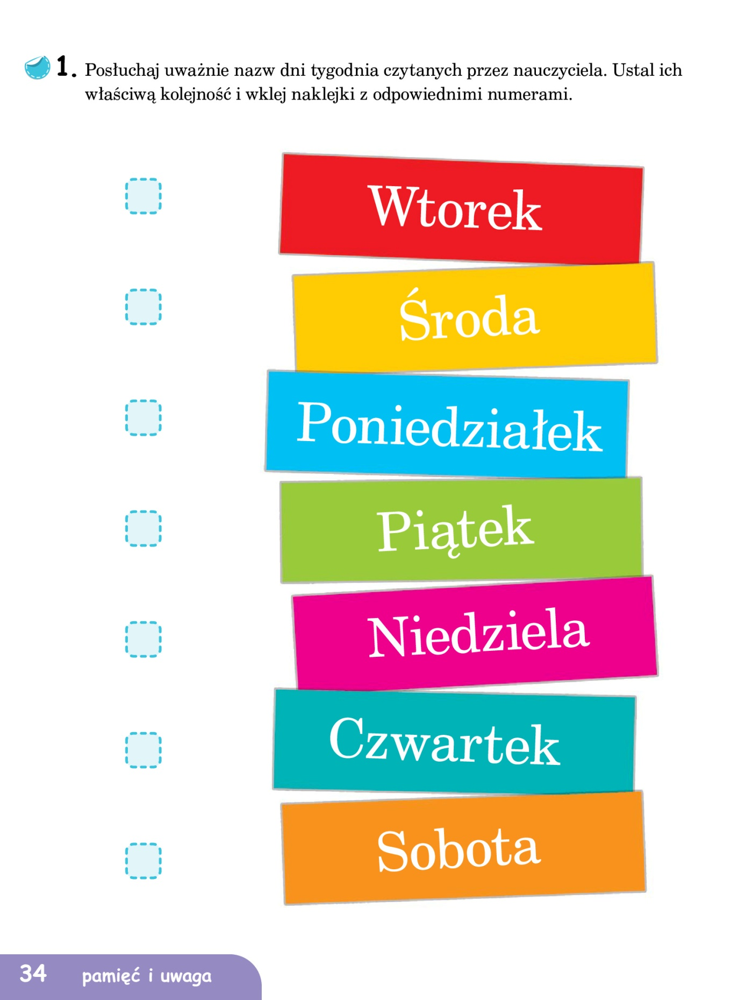 1. Posłuchaj uważnie nazw dni tygodnia czytanych przez nauczyciela. Ustal ich
właściwą kolejność i wklej naklejki z odpowiednimi numerami.
Wtorek
Środa
Poniedziałek
Piątek
Niedziela
Czwartek
Sobota
34 pamięć i uwaga